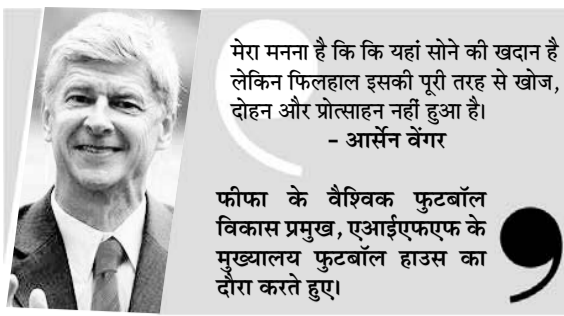 मेरा मनना है कि कि यहां सोने की खदान है
लेकिन फिलहाल इसकी पूरी तरह से खोज,
दोहन और प्रोत्साहन नहीं हुआ है।
- आर्सेन वेंगर
फीफा के वैश्विक फुटबॉल
विकास प्रमुख, एआईएफएफ के
मुख्यालय फुटबॉल हाउस का
दौरा करते हुए।